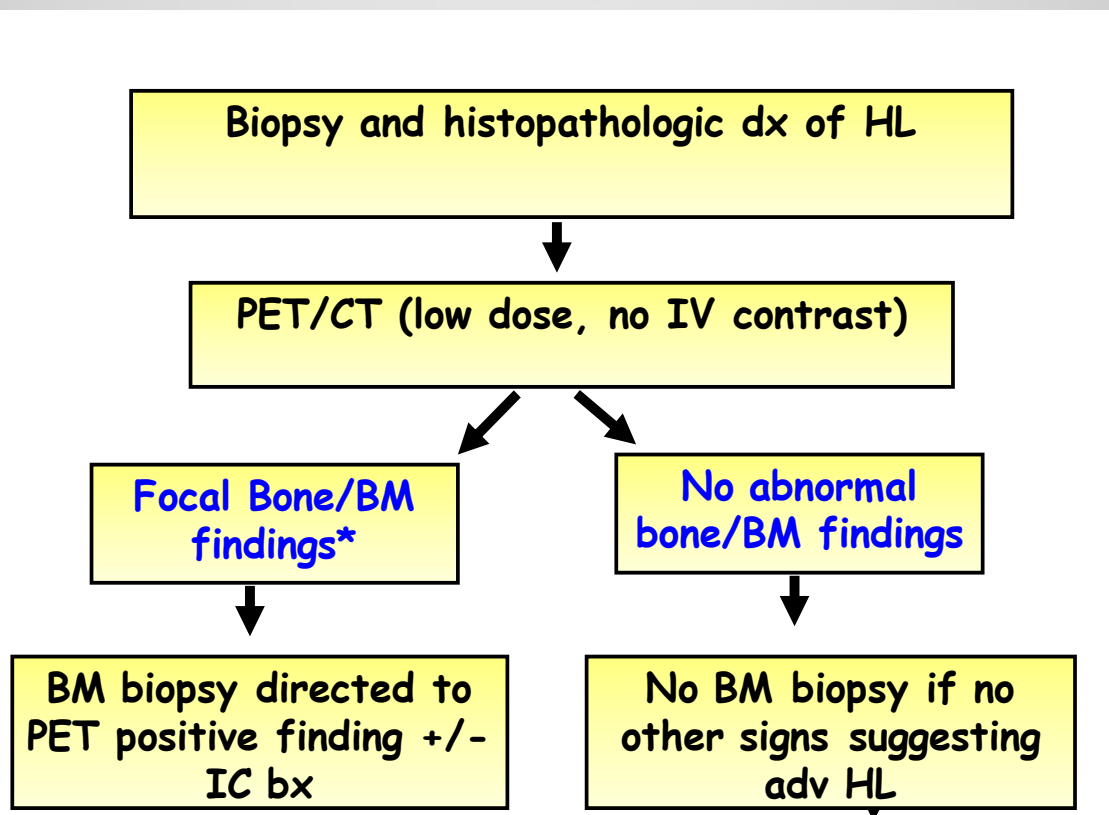 Biopsy and histopathologic dx of HL
PET/CT (low dose, no IV contrast)
Focal Bone/BM
findings*
No abnormal
bone/BM findings
BM biopsy directed to
PET positive finding +/-
IC bx
No BM biopsy if no
other signs suggesting
adv HL